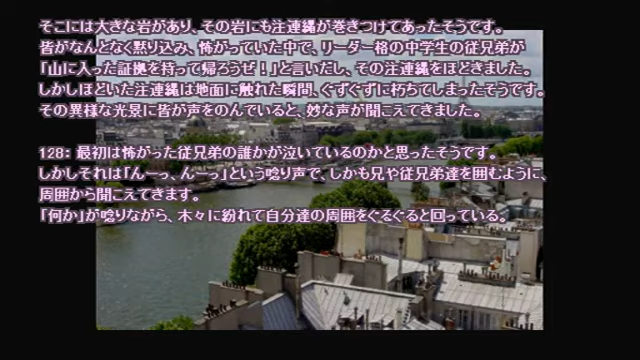 そこには大きな岩があり、その岩にも注連縄が巻きつけてあったそうです。
皆がなんとなく黙り込み、怖がっていた中で、リーダー格の中学生の従兄弟が
「山に入った証拠を持って帰ろうぜ！」と言いだし、その注連縄をほどきました。
しかしほどいた注連縄は地面に触れた瞬間、ぐずぐずに朽ちてしまったそうです。
その異様な光景に皆が声をのんでいると、妙な声が聞こえてきました。
128： 最初は怖がった従兄弟の誰かが泣いているのかと思ったそうです。
しかしそれは「んーっ、んーっ」という唸り声で、しかも兄や従兄弟達を囲むように、
周囲から聞こえてきます。
「何か」が唸りながら、木々に紛れて自分達の周囲をぐるぐると回っている。